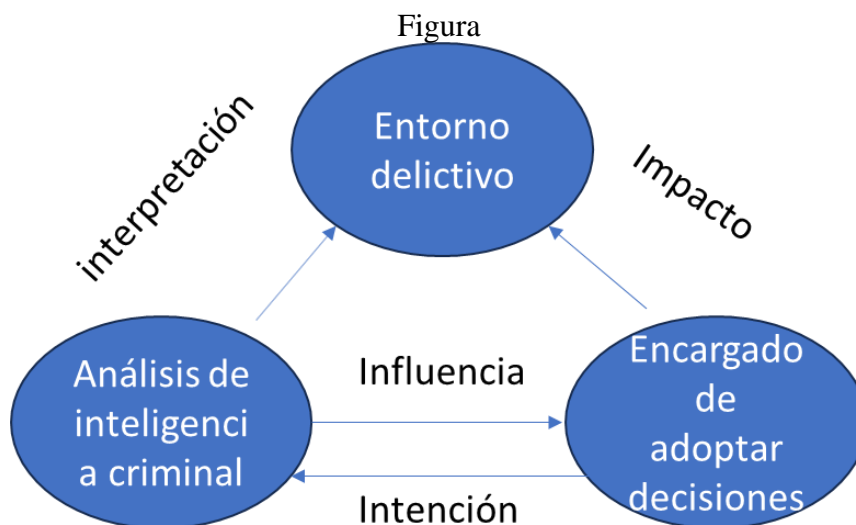 Figura
Entorno
delictivo
interpretación
Impacto
Análisis de
inteligenci
a criminal
Influencia
Intención
Encargado
de
adoptar
decisiones